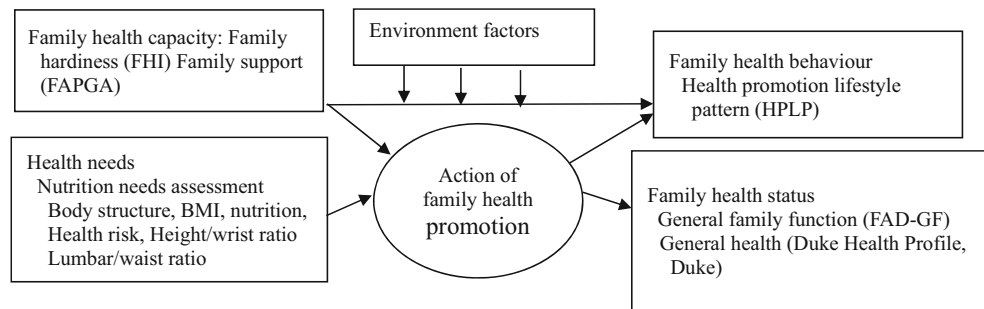 Family health capacity: Family
hardiness (FHI) Family support
(FAPGA)
Environment factors
Family health behaviour
Health promotion lifestyle
pattern (HPLP)
Health needs
Nutrition needs assessment
Body structure, BMI, nutrition,
Health risk, Height/wrist ratio
Lumbar/waist ratio
Action of
family health
promotion
Family health status
General family function (FAD-GF)
General health (Duke Health Profile,
Duke)